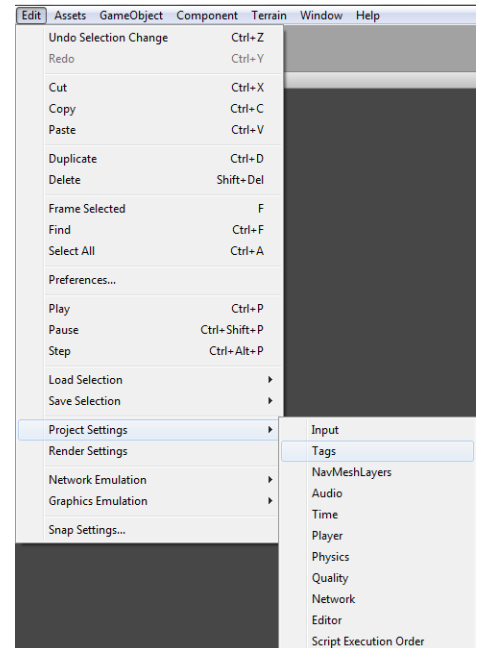 Edit Assets GameObject Component Terrain Window Help
Undo Selection Change Ctrl+Z
Redo Ctrl+Y
Cut Ctrl+X
Copy Ctrl+C
Paste Ctrl+V
Duplicate Ctrl+D
Delete Shift+Del
Frame Selected F
Find Ctrl+F
Select All Ctrl+A
Preferences...
Play Ctrl+P
Pause Ctrl+Shift+P
Step Ctrl+Alt+P
Load Selection
Save Selection
Project Settings
Render Settings
Network Emulation
Graphics Emulation
Snap Settings...
Input
Tags
NavMeshLayers
Audio
Time
Player
Physics
Quality
Network
Editor
Script Execution Order